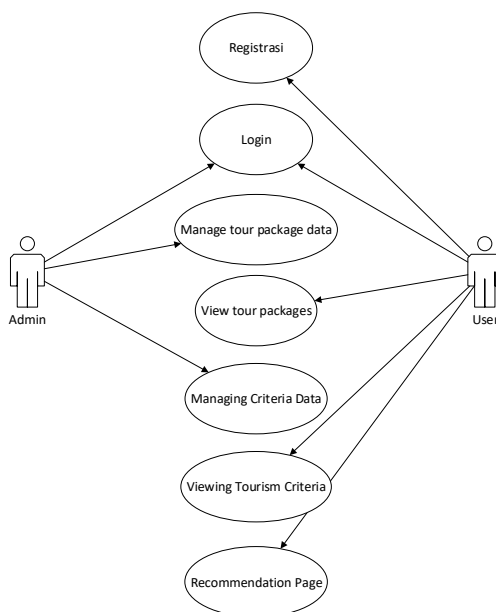 Registrasi
Login
Manage tour package data
Admin
View tour packages
User
Managing Criteria Data
Viewing Tourism Criteria
Recommendation Page